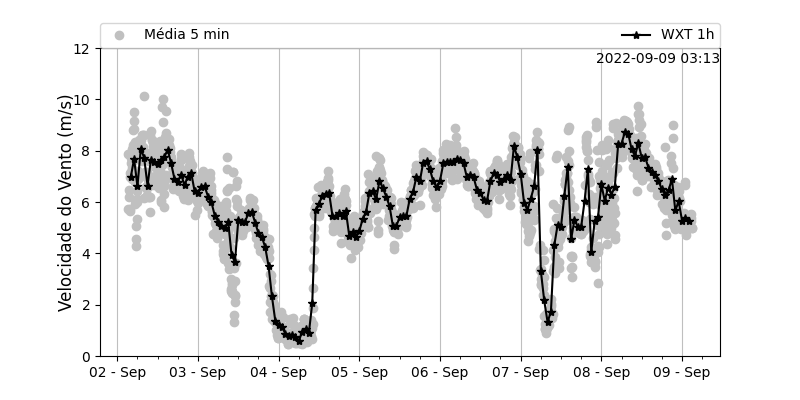 Média 5 min
WXT 1h
2022-09-09 03:13
Velocidade do Vento (m/s)
12
10
8
6
4
2
0
02 - Sep 03 - Sep 04 - Sep 05 - Sep 06 - Sep 07 - Sep 08 - Sep 09 - Sep